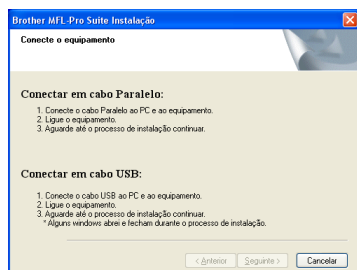 Brother MFL-Pro Suite Instalação
Conecte o equipamento
Conectar em cabo Paralelo:
1. Conecte o cabo Paralelo ao PC e ao equipamento.
2. Ligue o equipamento.
3. Aguarde até o processo de instalação continuar.
Conectar em cabo USB:
1. Conecte o cabo USB ao PC e ao equipamento.
2. Ligue o equipamento.
3. Aguarde até o processo de instalação continuar.
* Alguns windows abrei e fecham durante o processo de instalação.
< Anterior Seguinte > Cancelar